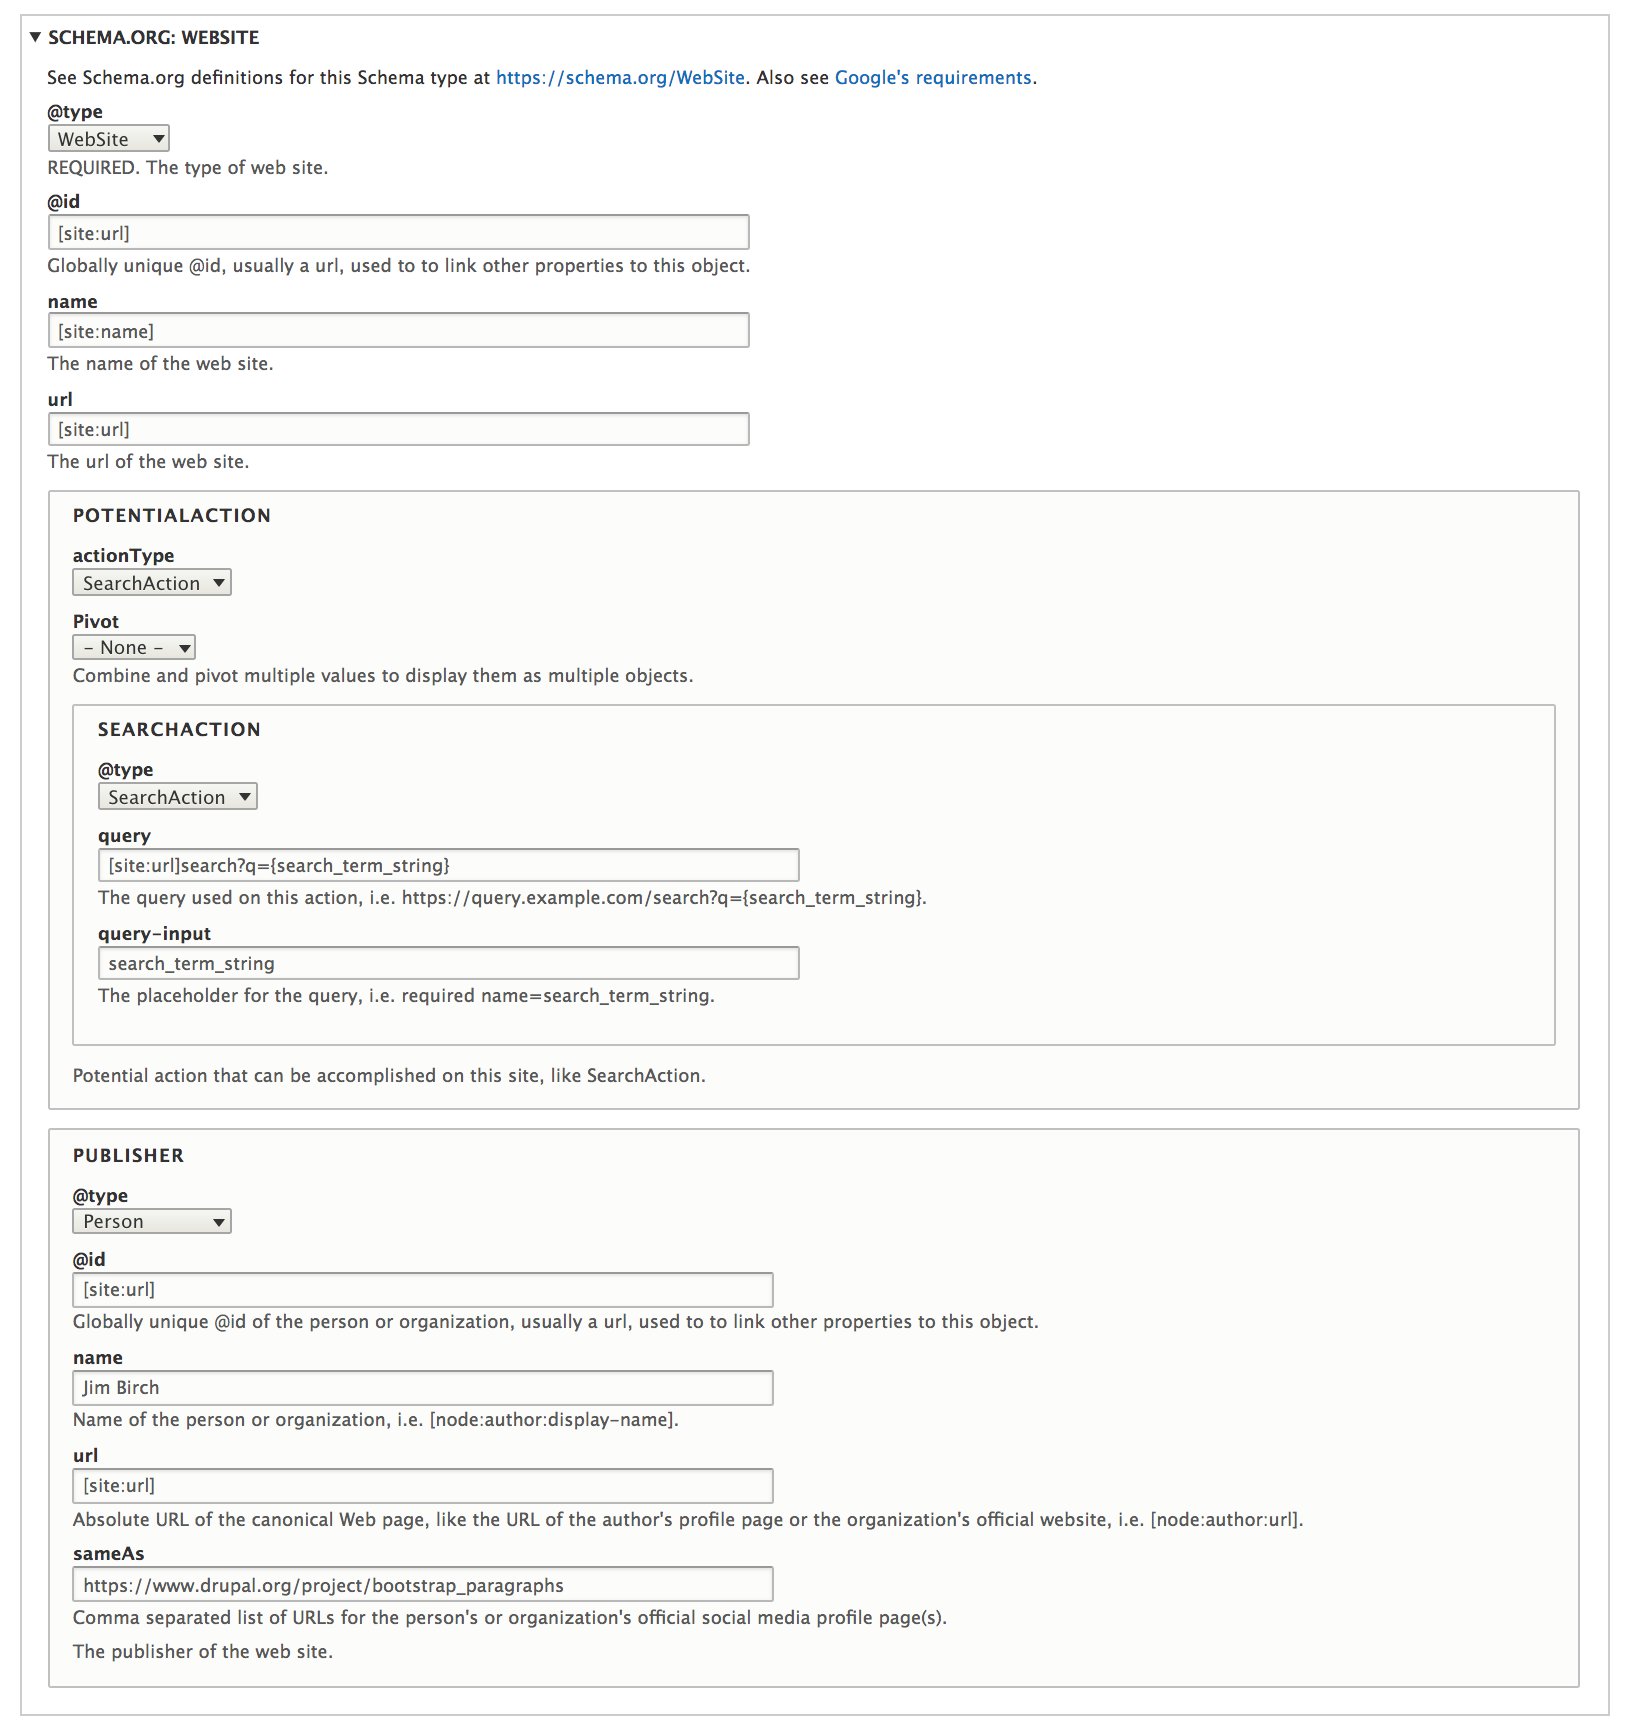 SCHEMA.ORG: WEBSITE
See Schema.org definitions for this Schema type at https://schema.org/WebSite. Also see Google's requirements.
@type
WebSite
REQUIRED. The type of web site.
@id
[site:url]
Globally unique @id, usually a url, used to to link other properties to this object.
name
[site:name]
The name of the web site.
url
[site:url]
The url of the web site.
POTENTIALACTION
actionType
SearchAction
Pivot
- None -
Combine and pivot multiple values to display them as multiple objects.
SEARCHACTION
@type
SearchAction
query
[site:url]search?q={search_term_string}
The query used on this action, i.e. https://query.example.com/search?q={search_term_string}.
query-input
search_term_string
The placeholder for the query, i.e. required name=search_term_string.
Potential action that can be accomplished on this site, like SearchAction.
PUBLISHER
@type
Person
@id
[site:url]
Globally unique @id of the person or organization, usually a url, used to to link other properties to this object.
name
Jim Birch
Name of the person or organization, i.e. [node:author:display-name].
url
[site:url]
Absolute URL of the canonical Web page, like the URL of the author's profile page or the organization's official website, i.e. [node:author:url].
sameAs
https://www.drupal.org/project/bootstrap_paragraphs
Comma separated list of URLs for the person's or organization's official social media profile page(s).
The publisher of the web site.